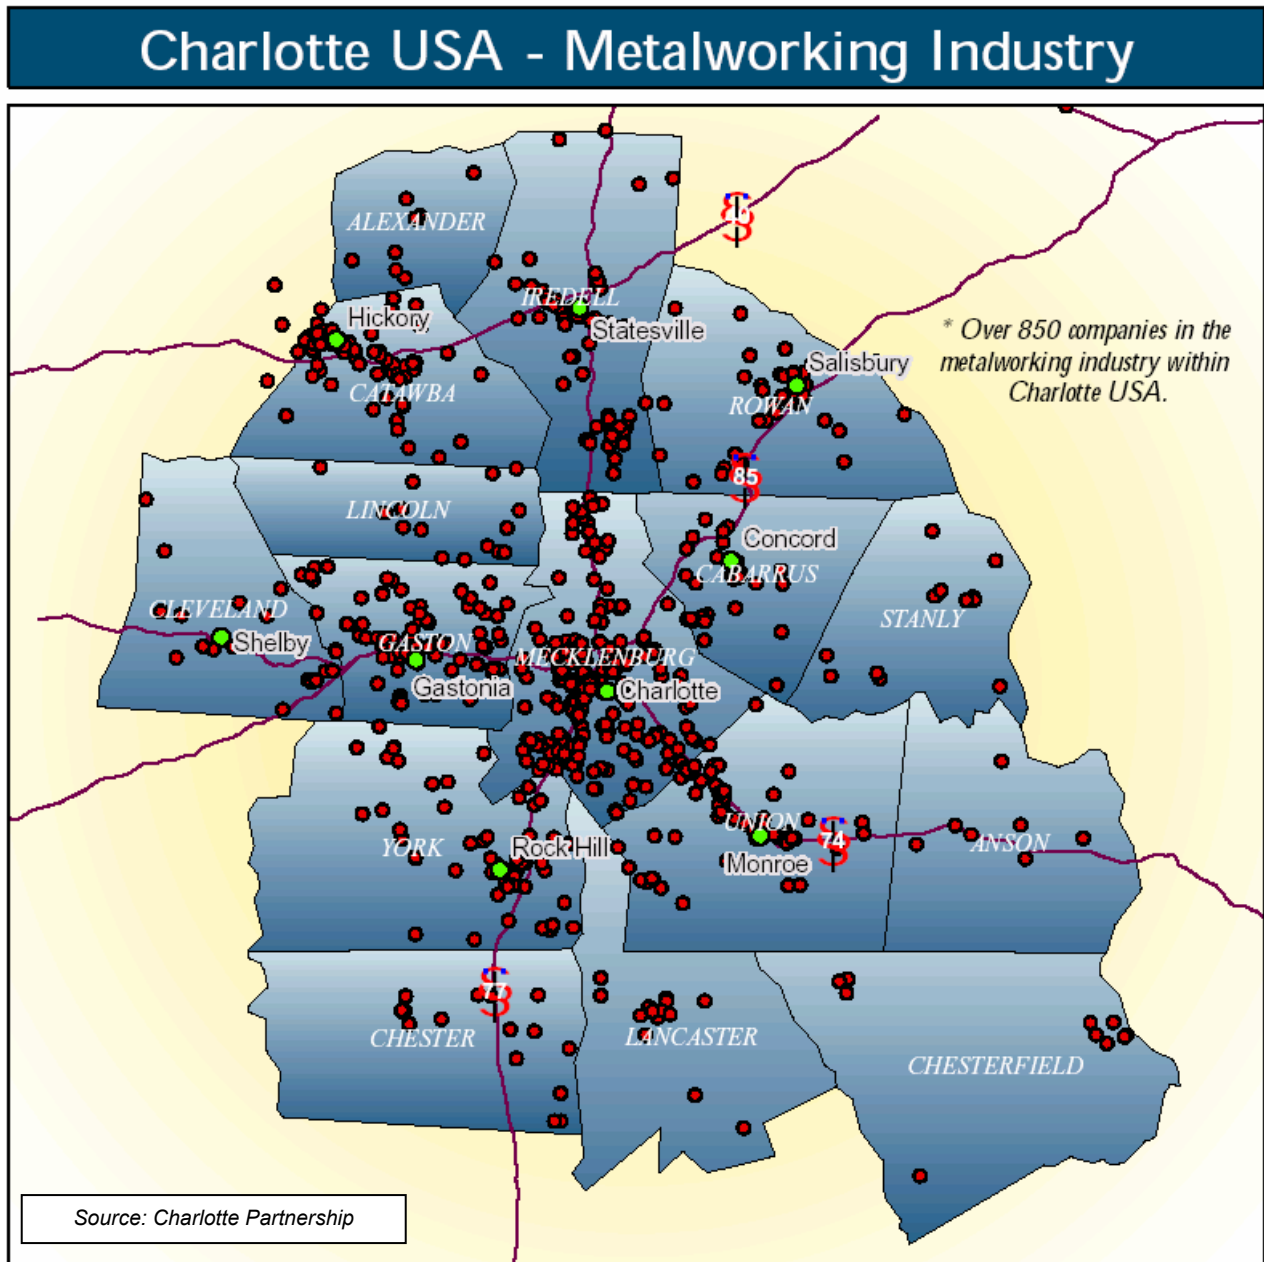 Charlotte USA - Metalworking Industry
ALEXANDER
IREDELL
Hickory
Statesville
* Over 850 companies in the
metalworking industry within
Charlotte USA.
Salisbury
CATAWBA
ROWAN
85
LINCOLN
Concord
CABARRUS
CLEVELAND
STANLY
Shelby
GASTON
MECKLENBURG
Gastonia
Charlotte
UNION
74
ANSON
YORK
Rock Hill
Monroe
77
CHESTER
LANCASTER
CHESTERFIELD
Source: Charlotte Partnership